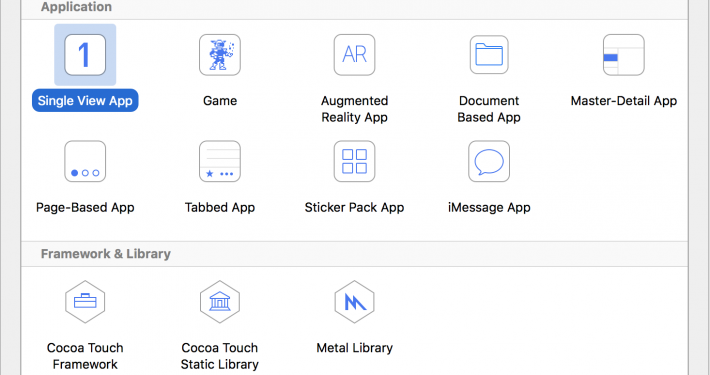 Application
1
AR
Single View App
Game
Augmented
Reality App
Document
Based App
Master-Detail App
Page-Based App
Tabbed App
Sticker Pack App
iMessage App
Framework & Library
Cocoa Touch
Framework
Cocoa Touch
Static Library
Metal Library